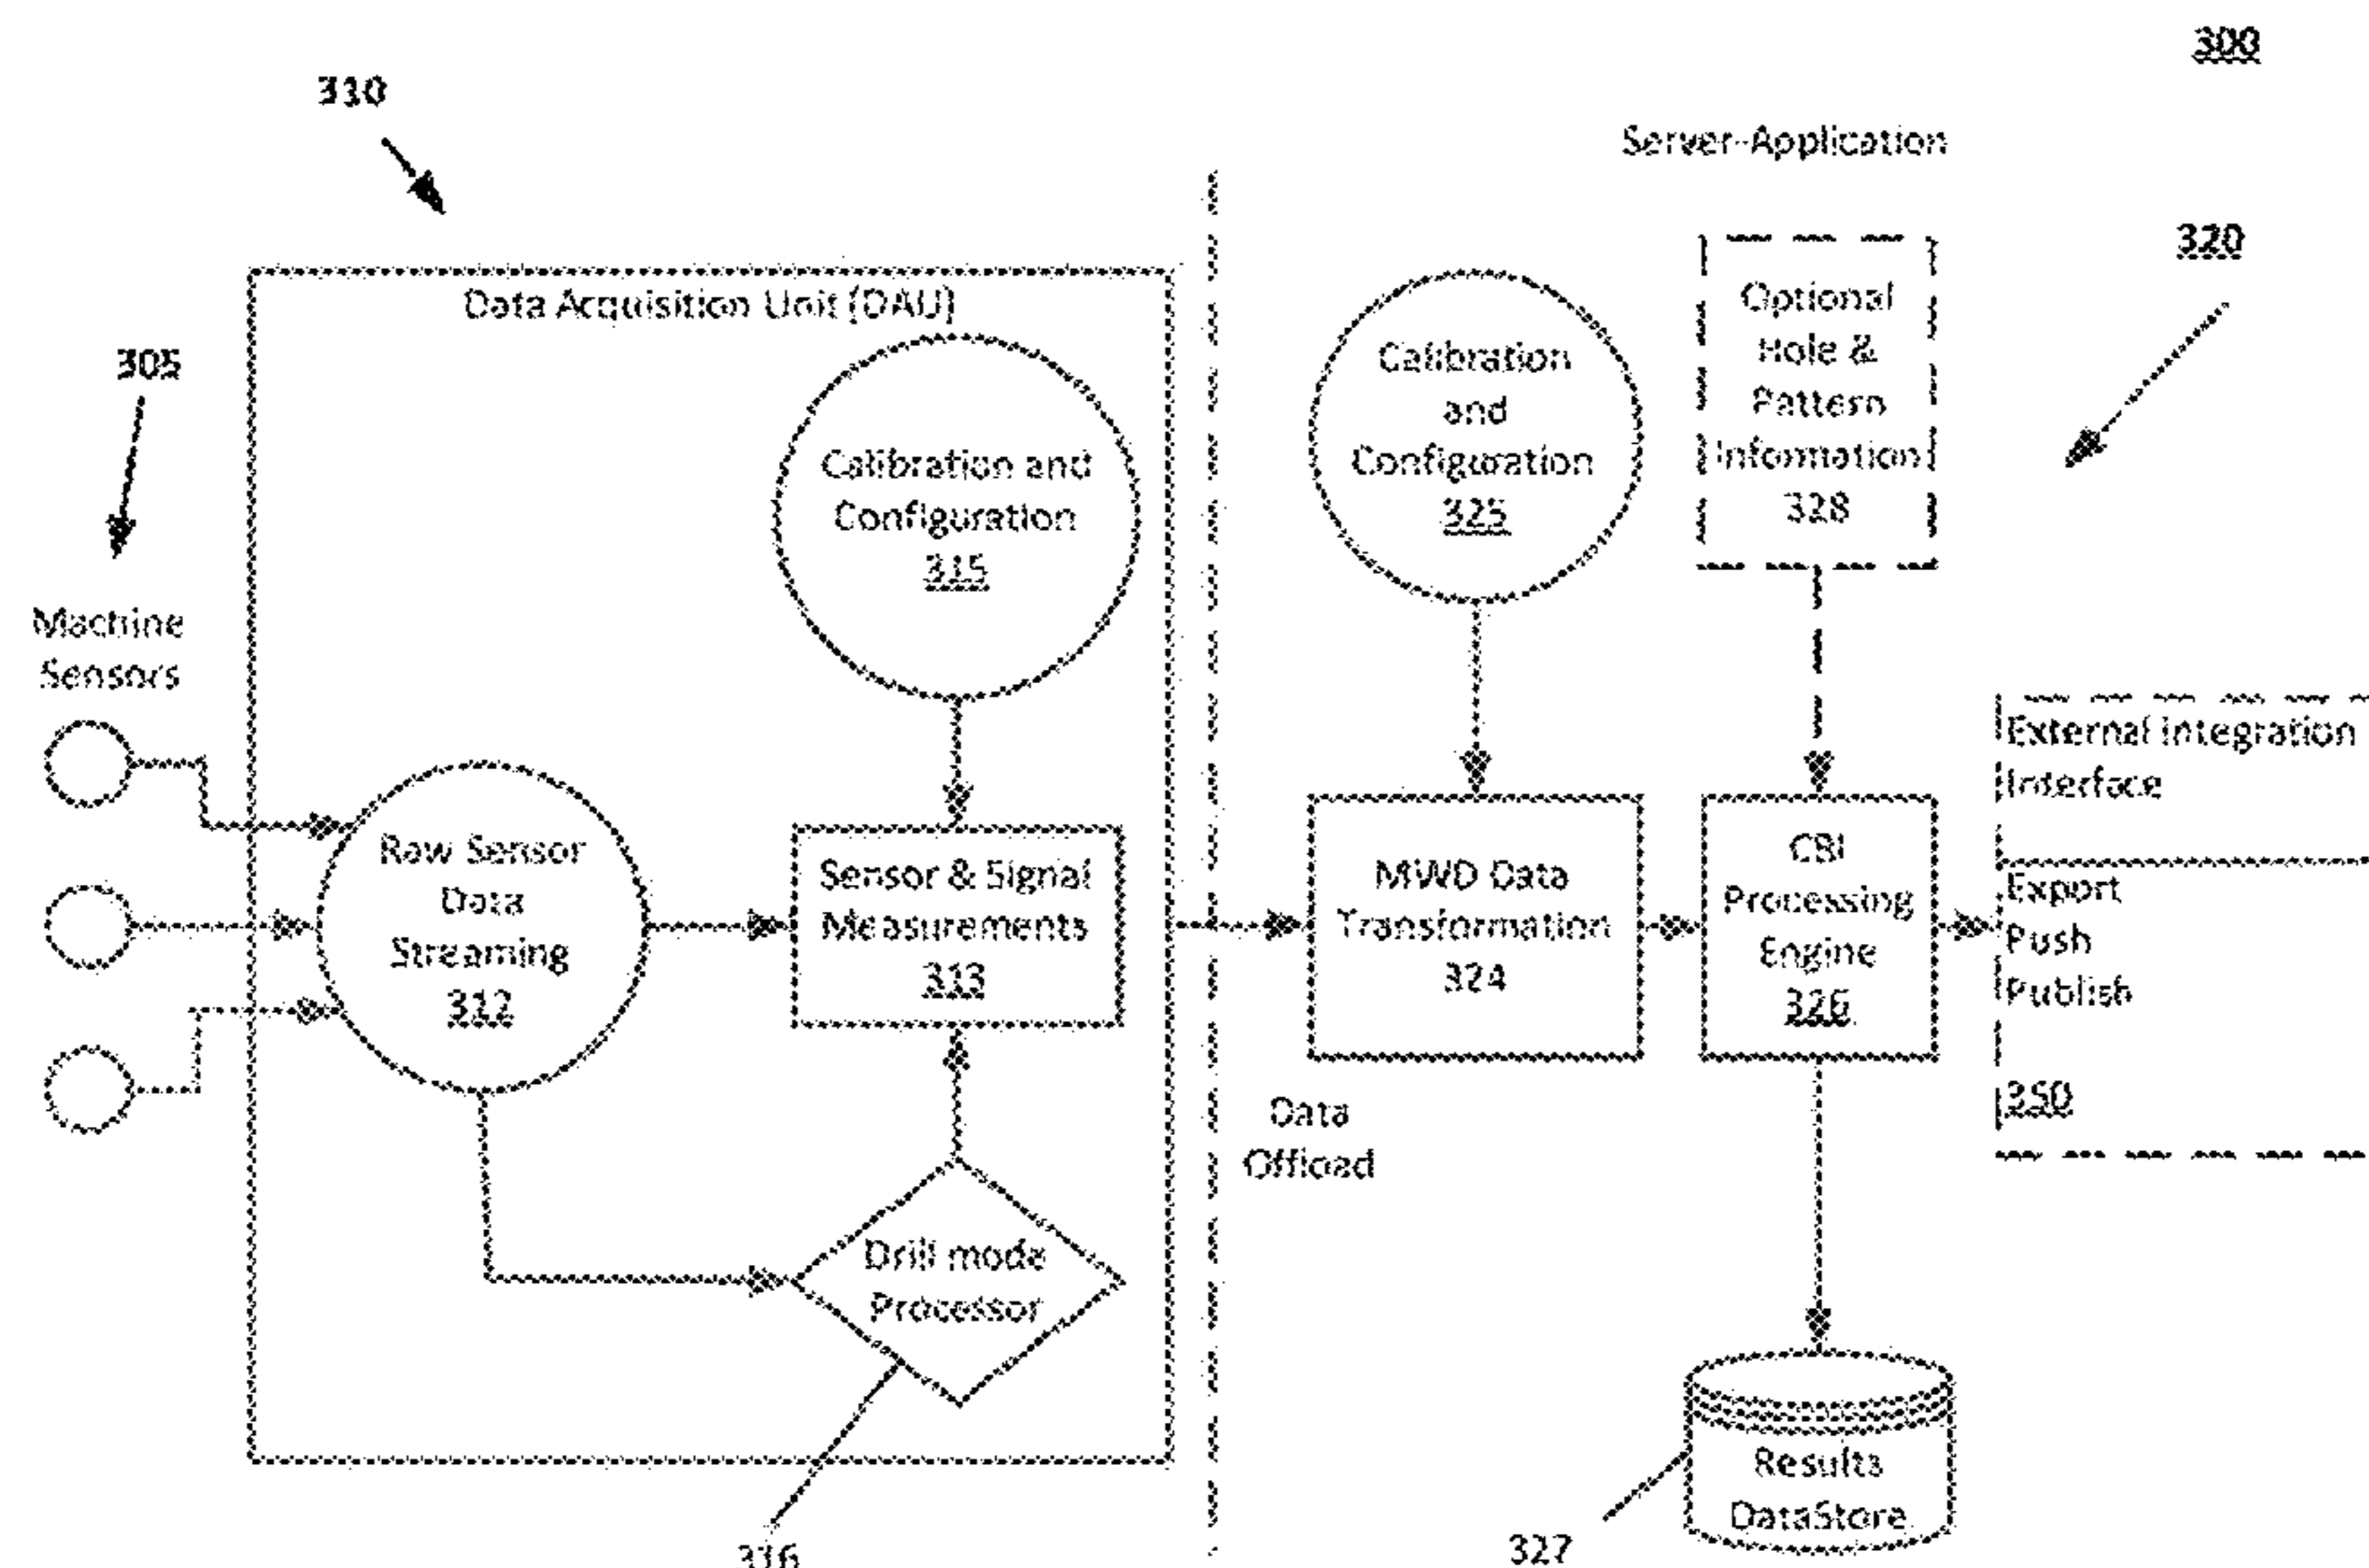 300
310
Server-Application
320
Data Acquisition Unit (DAU)
305
Calibration and
Configuration
315
Calibration
and
Configuration
325
Optional
Hole &
Pattern
Information
328
Machine
Sensors
External Integration
Interface
Raw Sensor
Data
Streaming
312
Sensor & Signal
Measurements
313
MWD Data
Transformation
324
CBI
Processing
Engine
326
Export
Push
Publish
350
Data
Offload
Drill mode
Processor
316
Results
DataStore
327